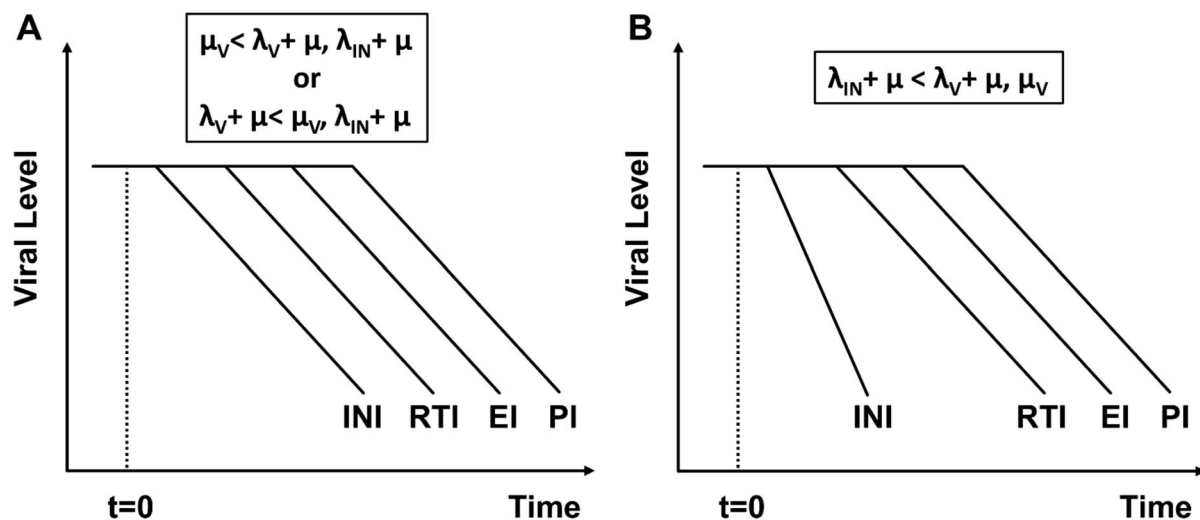 A
μV< λV+ μ, λIN+ μ
or
λV+ μ< μV, λIN+ μ
Viral Level
INI RTI EI PI
t=0 Time
B
λIN+ μ < λV+ μ, μV
Viral Level
INI RTI EI PI
t=0 Time